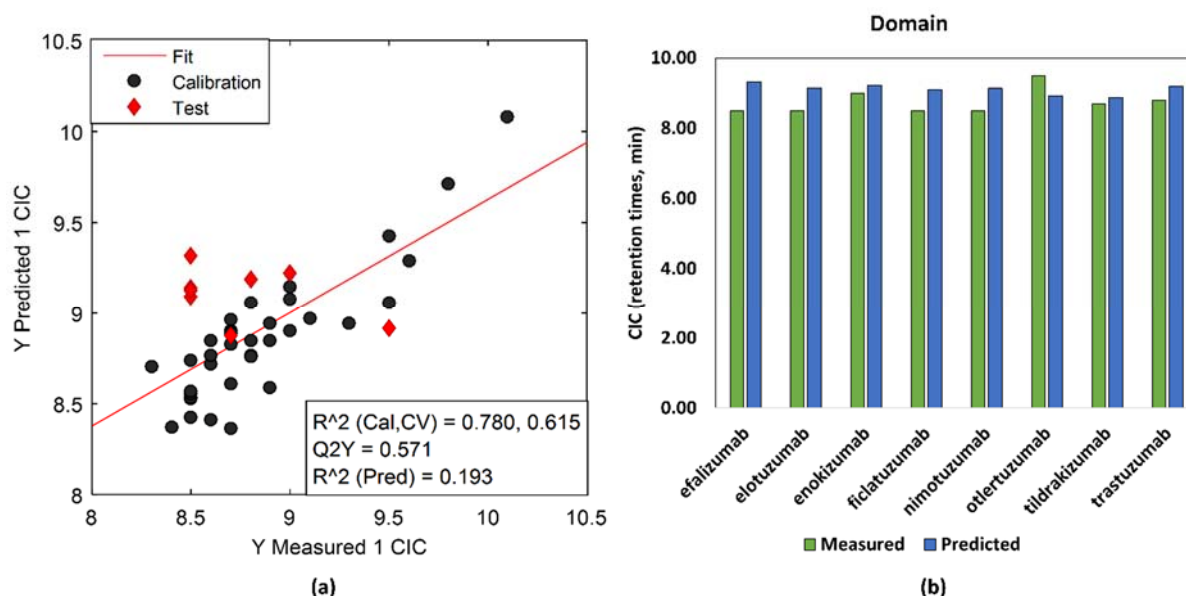 10.5
10
9.5
9
8.5
8
8
8.5
9
9.5
10
10.5
Y Predicted 1 CIC
Y Measured 1 CIC
Fit
Calibration
Test
R^2 (Cal,CV) = 0.780, 0.615
Q2Y = 0.571
R^2 (Pred) = 0.193
(a)
Domain
10.00
8.00
6.00
4.00
2.00
0.00
CIC (retention times, min)
efalizumab
elotuzumab
enokizumab
ficlatuzumab
nimotuzumab
otlertuzumab
tildrakizumab
trastuzumab
Measured
Predicted
(b)